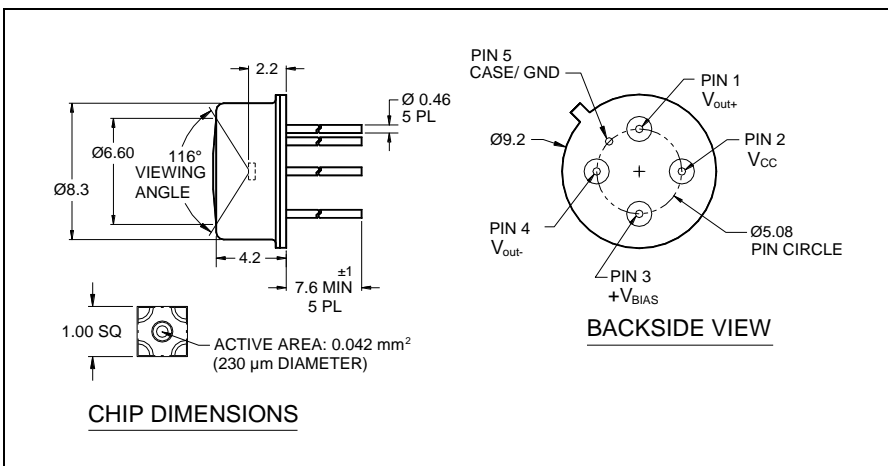 2.2
Ø 0.46
5 PL
Ø6.60
116°
VIEWING
ANGLE
Ø8.3
4.2
±1
7.6 MIN
5 PL
1.00 SQ
ACTIVE AREA: 0.042 mm²
(230 µm DIAMETER)
CHIP DIMENSIONS
PIN 5
CASE/ GND
PIN 1
Vout+
Ø9.2
PIN 2
VCC
PIN 4
Vout-
Ø5.08
PIN CIRCLE
PIN 3
+VBIAS
BACKSIDE VIEW